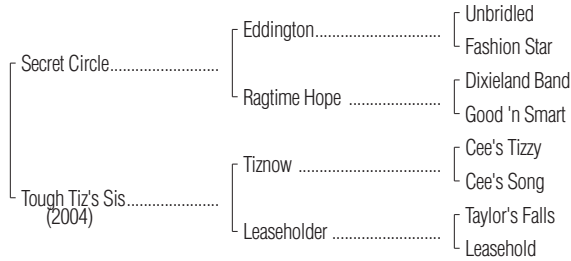 Unbridled
Eddington................................
Fashion Star
Secret Circle...........................
Dixieland Band
Ragtime Hope ......................
Good 'n Smart
Cee's Tizzy
Tiznow ...................................
Cee's Song
Tough Tiz's Sis.......................
(2004)
Taylor's Falls
Leaseholder ...........................
Leasehold